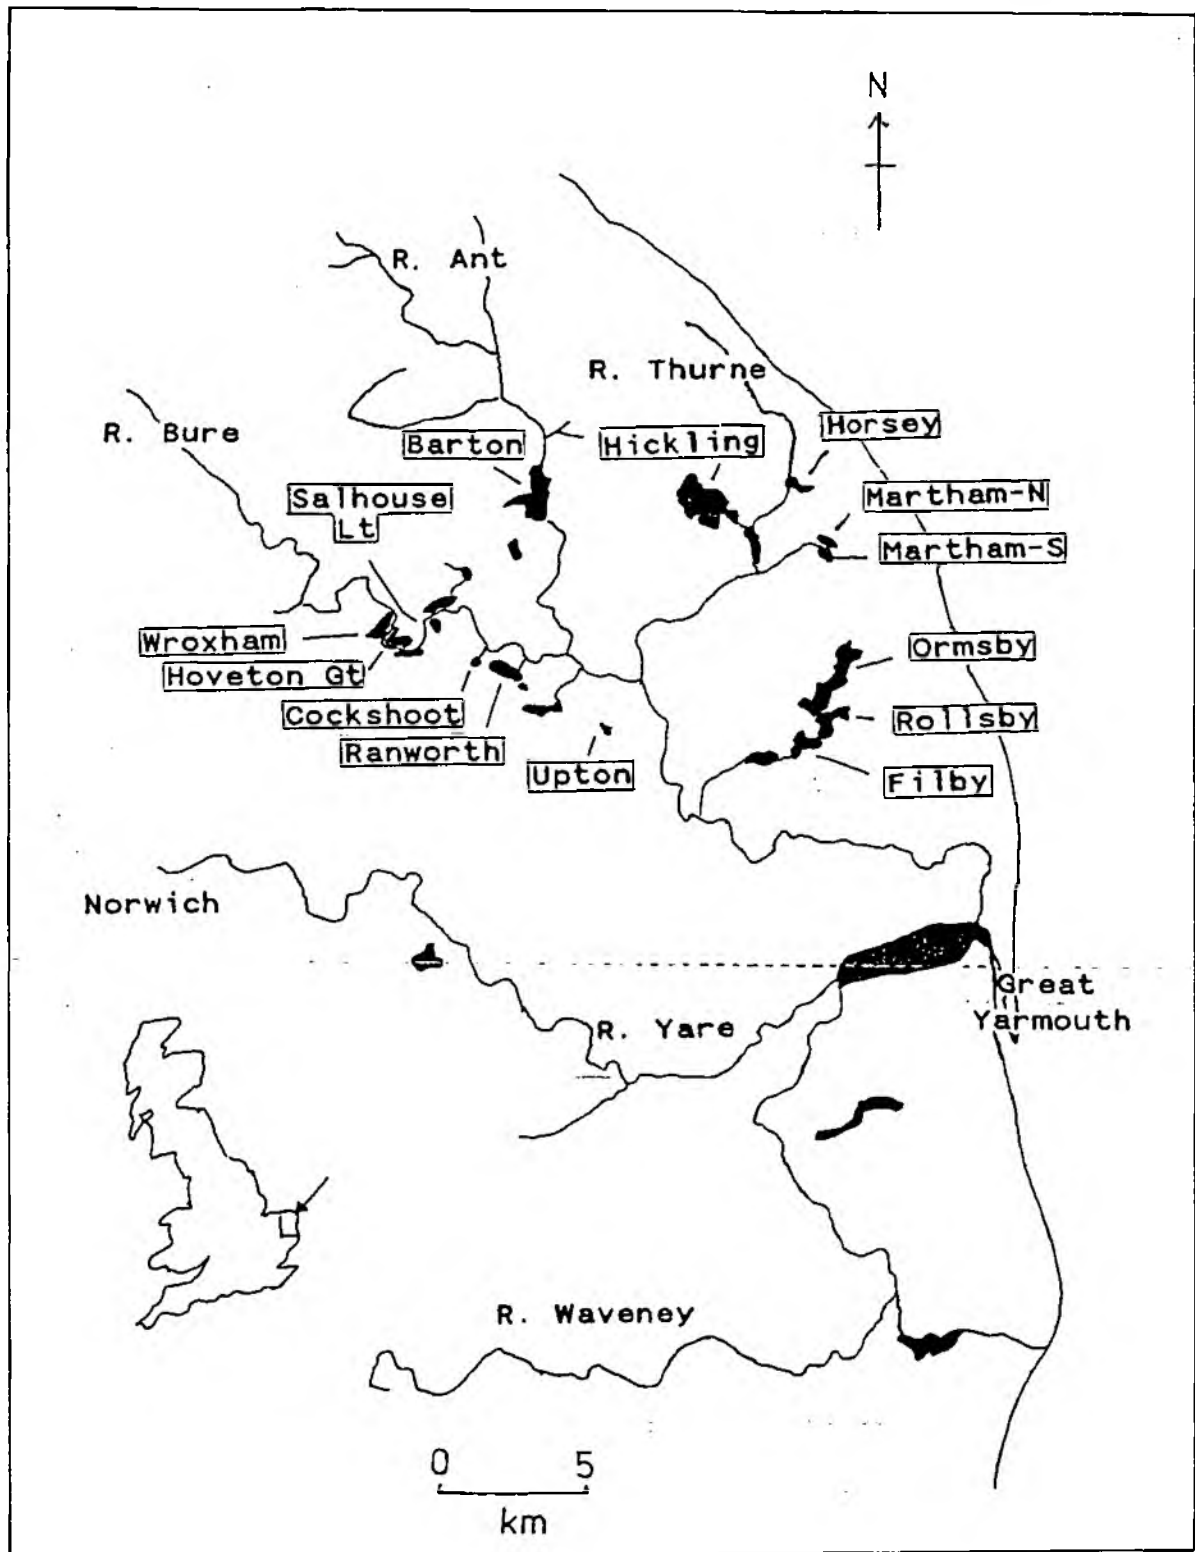 N
R. Ant
R. Thurne
R. Bure
Horsey
Barton
Hickling
Salhouse
Lt
Martham-N
Martham-S
Wroxham
Hoveton Gt
Ormsby
Cockshoot
Rollsby
Ranworth
Upton
Filby
Norwich
Great
Yarmouth
R. Yare
R. Waveney
0 5
km